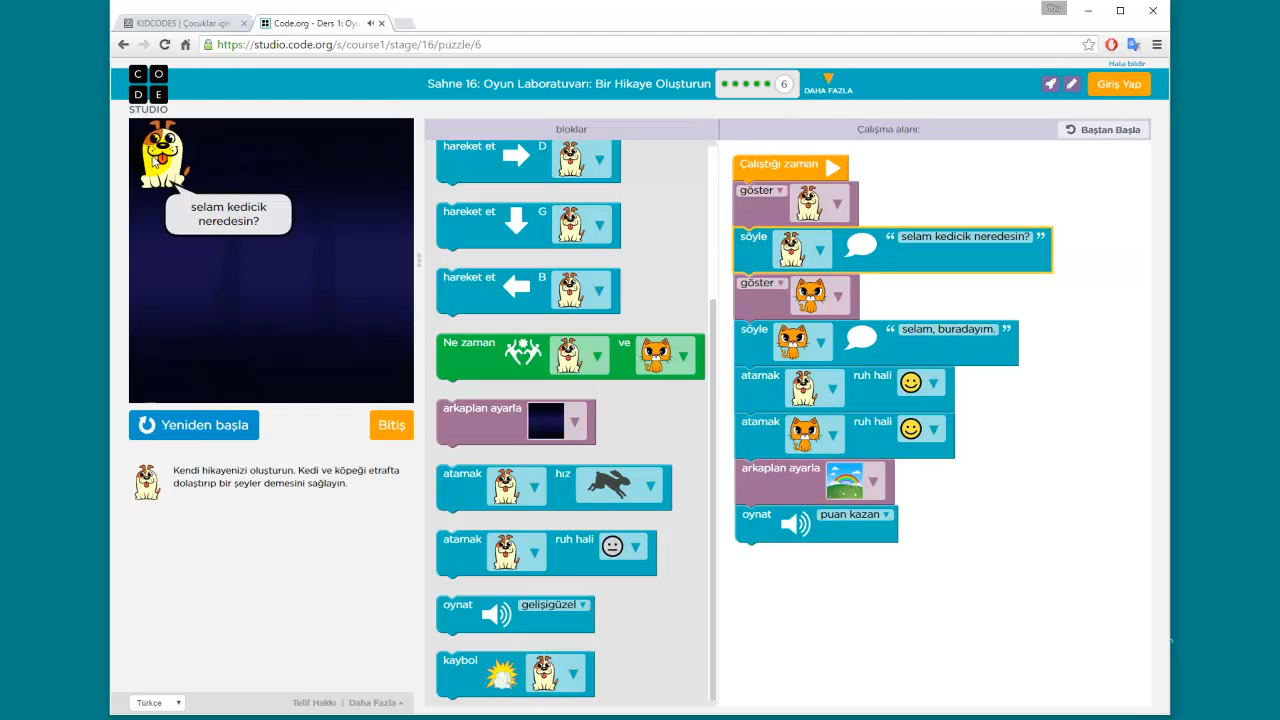 You
KIDCODES | Çocuklar için
Code.org - Ders 1: Oyu
https://studio.code.org/s/course1/stage/16/puzzle/6
Hata bildir
C O
D E
STUDIO
Sahne 16: Oyun Laboratuvarı: Bir Hikaye Oluşturun
6
DAHA FAZLA
Giriş Yap
bloklar
Çalışma alanı:
Baştan Başla
selam kedicik
neredesin?
Yeniden başla
Bitiş
Kendi hikayenizi oluşturun. Kedi ve köpeği etrafta
dolaştırıp bir şeyler demesini sağlayın.
hareket et D
hareket et G
hareket et B
Ne zaman ve
arkaplan ayarla
atamak hız
atamak ruh hali
oynat gelişigüzel
kaybol
Çalıştığı zaman
göster
söyle “ selam kedicik neredesin? ”
göster
söyle “ selam, buradayım. ”
atamak ruh hali
atamak ruh hali
arkaplan ayarla
oynat puan kazan
Türkçe
Telif Hakkı | Daha Fazla